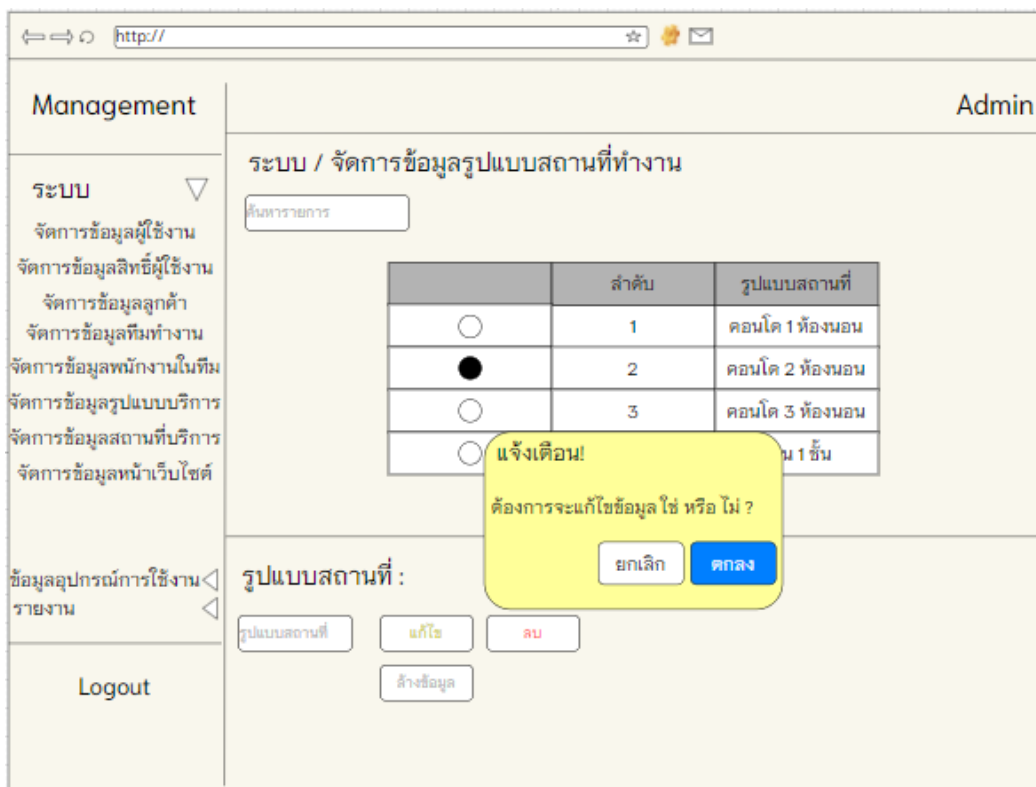 http://
Management
Admin
ระบบ / จัดการข้อมูลรูปแบบสถานที่ทำงาน
ค้นหารายการ
ระบบ
จัดการข้อมูลผู้ใช้งาน
จัดการข้อมูลสิทธิ์ผู้ใช้งาน
จัดการข้อมูลลูกค้า
จัดการข้อมูลทีมทำงาน
จัดการข้อมูลพนักงานในทีม
จัดการข้อมูลรูปแบบบริการ
จัดการข้อมูลสถานที่บริการ
จัดการข้อมูลหน้าเว็บไซต์
ข้อมูลอุปกรณ์การใช้งาน
รายงาน
Logout
ลำดับ รูปแบบสถานที่
1 คอนโด 1 ห้องนอน
2 คอนโด 2 ห้องนอน
3 คอนโด 3 ห้องนอน
1 ชั้น
แจ้งเตือน!
ต้องการจะแก้ไขข้อมูล ใช่ หรือ ไม่ ?
ยกเลิก ตกลง
รูปแบบสถานที่ :
รูปแบบสถานที่ แก้ไข ลบ
ล้างข้อมูล